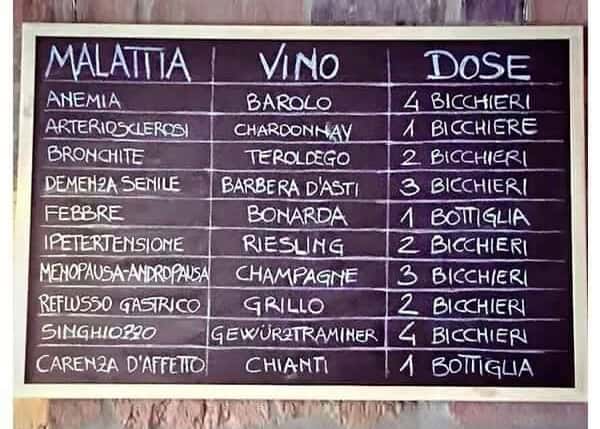 MALATTIA VINO DOSE
ANEMIA BAROLO 4 BICCHIERI
ARTERIOSCLEROSI CHARDONNAY 1 BICCHIERE
BRONCHITE TEROLDEGO 2 BICCHIERI
DEMENZA SENILE BARBERA D'ASTI 3 BICCHIERI
FEBBRE BONARDA 1 BOTTIGLIA
IPETERTENSIONE RIESLING 2 BICCHIERI
MENOPAUSA-ANDROPAUSA CHAMPAGNE 3 BICCHIERI
REFLUSSO GASTRICO GRILLO 2 BICCHIERI
SINGHIOZZO GEWÜRZTRAMINER 4 BICCHIERI
CARENZA D'AFFETTO CHIANTI 1 BOTTIGLIA